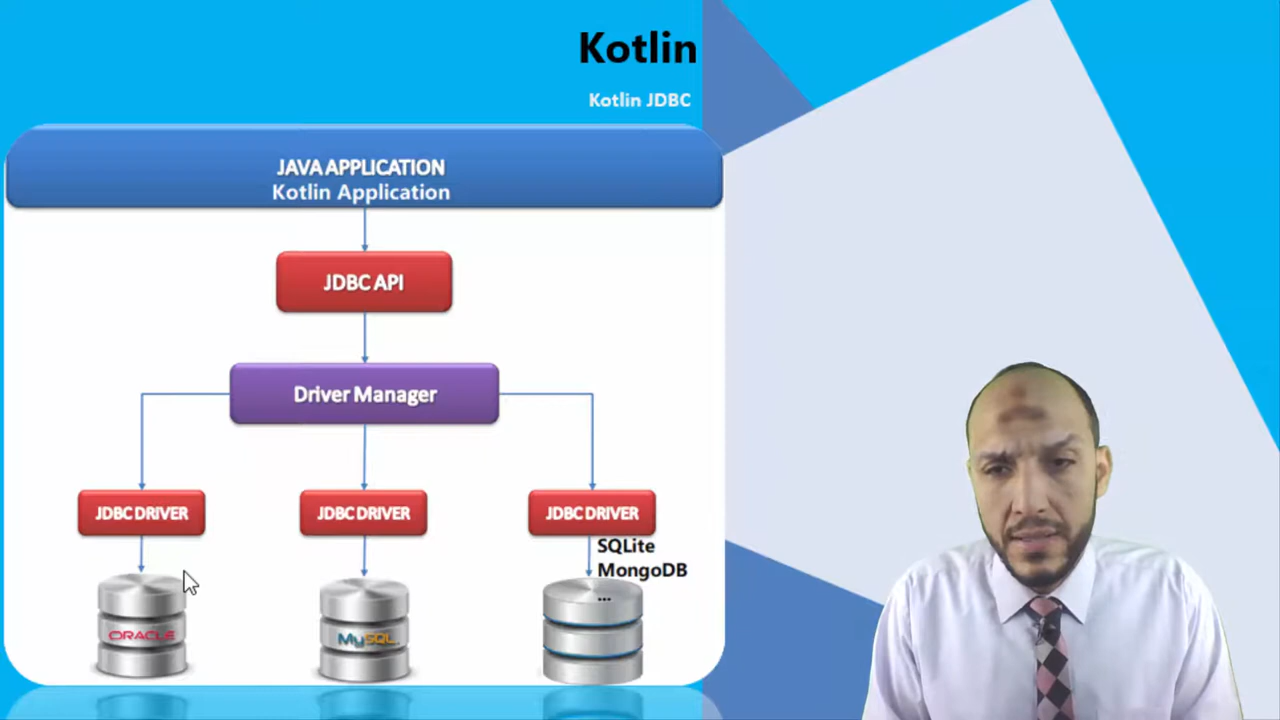 Kotlin
Kotlin JDBC
JAVA APPLICATION
Kotlin Application
JDBC API
Driver Manager
JDBC DRIVER
JDBC DRIVER
JDBC DRIVER
SQLite
MongoDB
...
ORACLE
MySQL